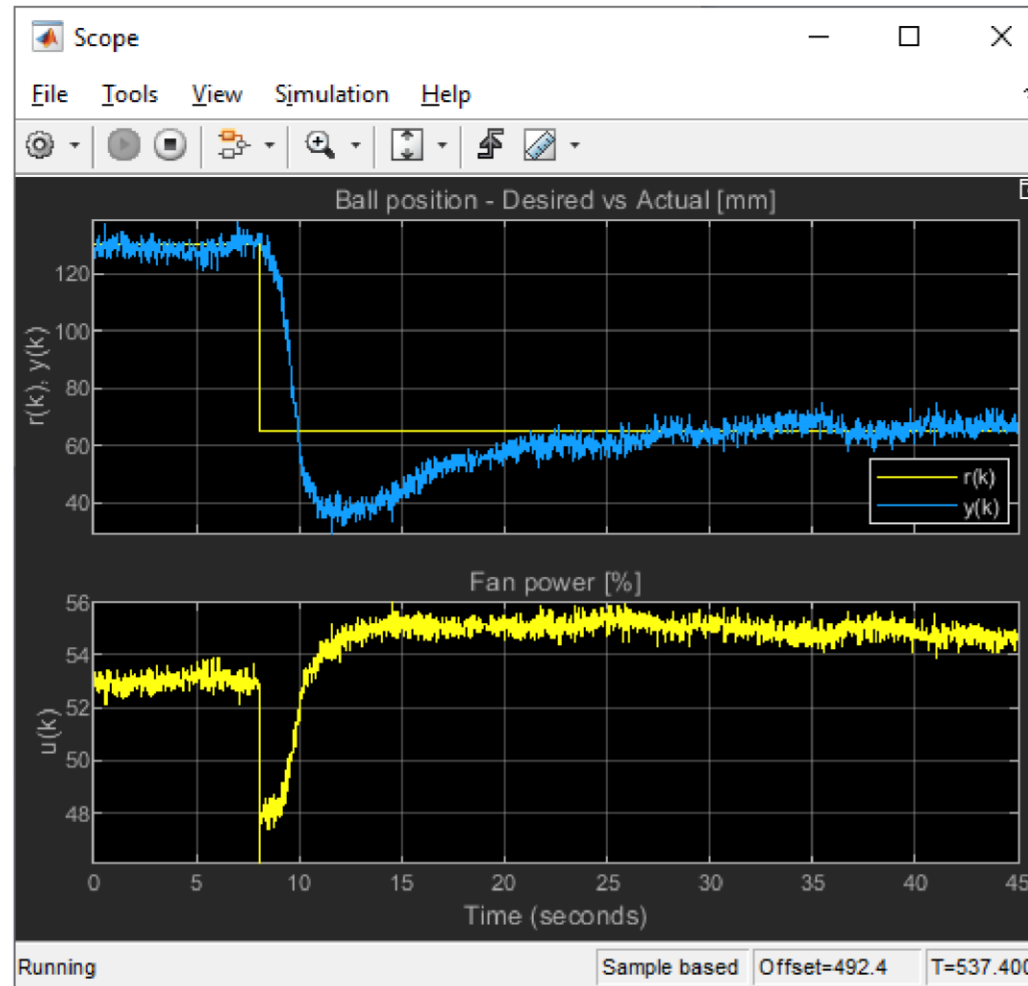 Scope
File Tools View Simulation Help
Ball position - Desired vs Actual [mm]
r(k), y(k)
120
100
80
60
40
r(k)
y(k)
Fan power [%]
u(k)
56
54
52
50
48
0 5 10 15 20 25 30 35 40 45
Time (seconds)
Running Sample based Offset=492.4 T=537.400